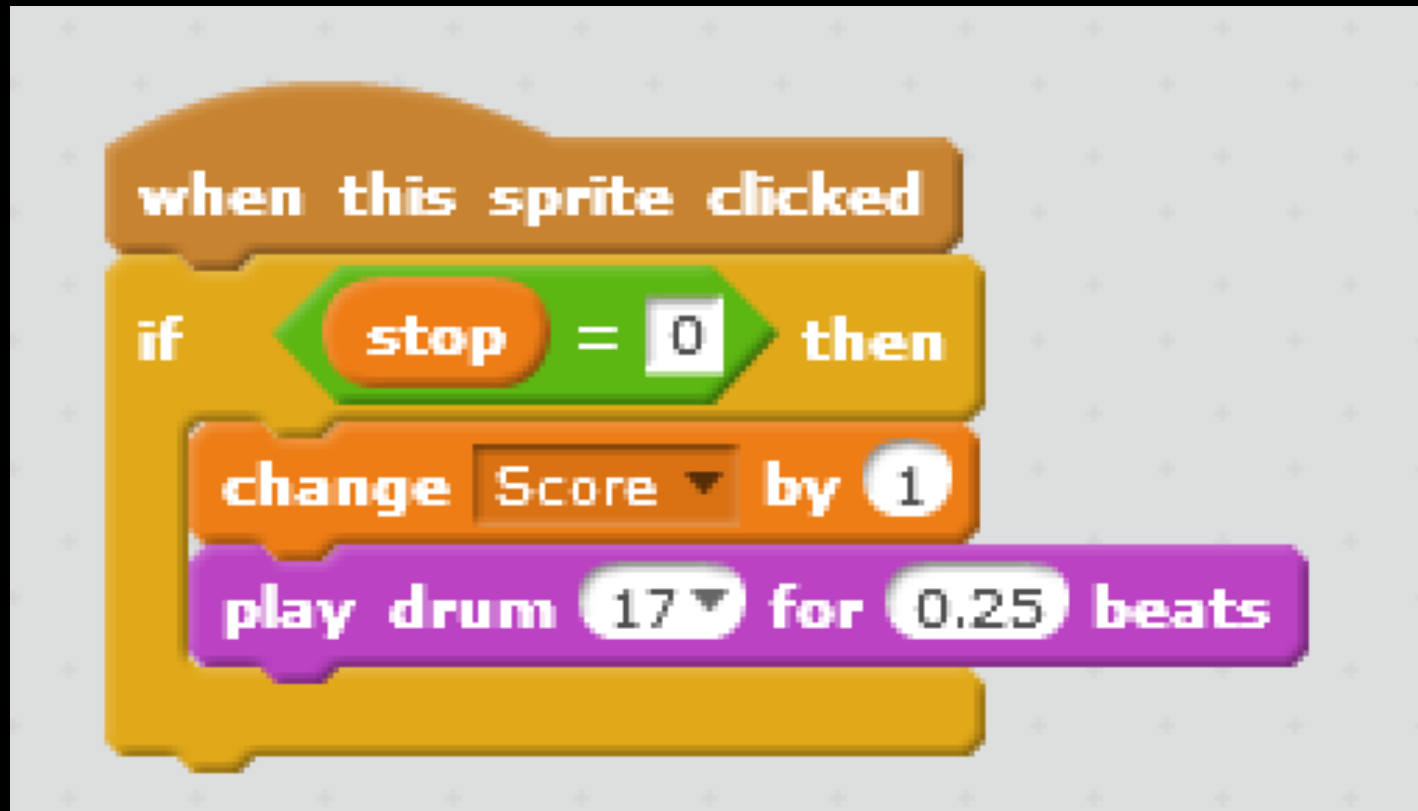 when this sprite clicked
if stop = 0 then
change Score by 1
play drum 17 for 0.25 beats